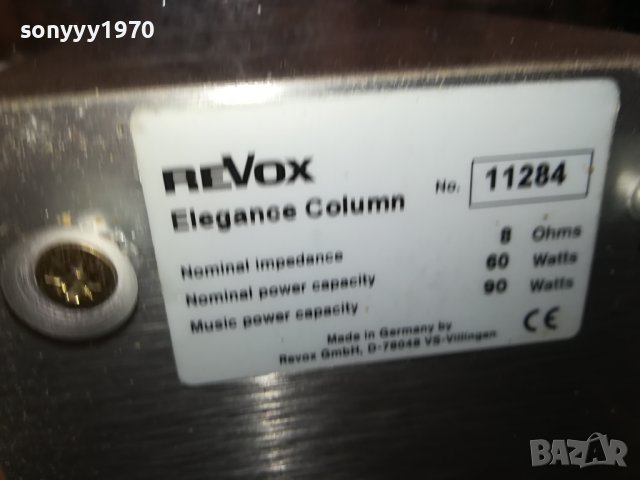 sonyyy1970
REVOX
No. 11284
Elegance Column
Nominal impedance 8 Ohms
Nominal power capacity 60 Watts
Music power capacity 90 Watts
Made in Germany by
Revox GmbH, D-78048 VS-Villingen
CE
BAZAR